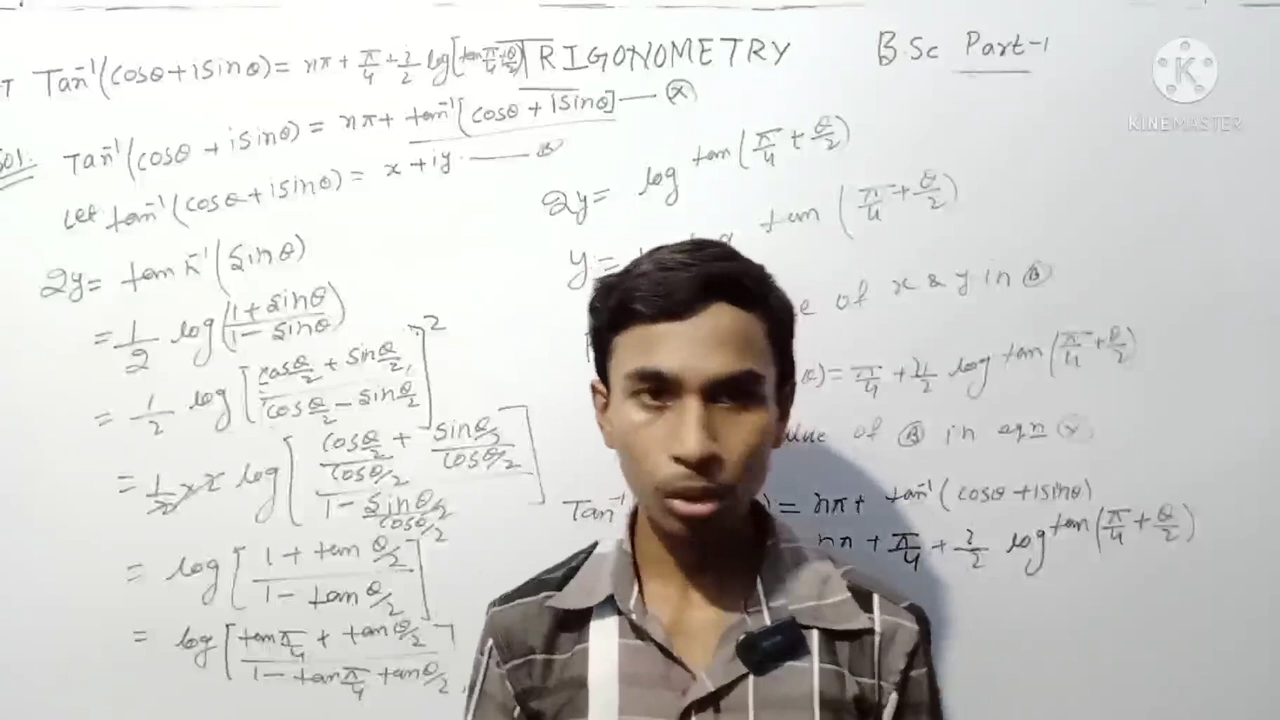 Tan⁻¹(cosθ+isinθ) = nπ + π/4 + i/2 log[tan(π/4 + θ/2)]
TRIGONOMETRY
B.Sc Part-1
KINEMASTER
Sol. Tan⁻¹(cosθ + isinθ) = nπ + tan⁻¹[cosθ + isinθ] —
Let tan⁻¹(cosθ + isinθ) = x + iy —
2y = tanh⁻¹(sinθ)
= 1/2 log(1+sinθ/1-sinθ)
= 1/2 log[cosθ/2 + sinθ/2 / cosθ/2 - sinθ/2]²
= 1/2 × 2 log[cosθ/2/cosθ/2 + sinθ/2/cosθ/2 / 1 - sinθ/2/cosθ/2]
= log[1 + tanθ/2 / 1 - tanθ/2]
= log[tanπ/4 + tanθ/2 / 1 - tanπ/4 tanθ/2]
2y = log tan(π/4 + θ/2)
y = tan(π/4 + θ/2)
of x & y in (B)
= π/4 + i/2 log tan(π/4 + θ/2)
of (B) in eqn
Tan⁻¹ = nπ + tan⁻¹(cosθ + isinθ)
nπ + π/4 + i/2 log tan(π/4 + θ/2)